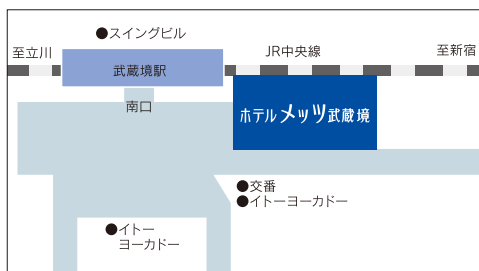 ●スイングビル
至立川
JR中央線
至新宿
武蔵境駅
南口
ホテルメッツ武蔵境
●交番
●イトーヨーカドー
●イトー
ヨーカドー